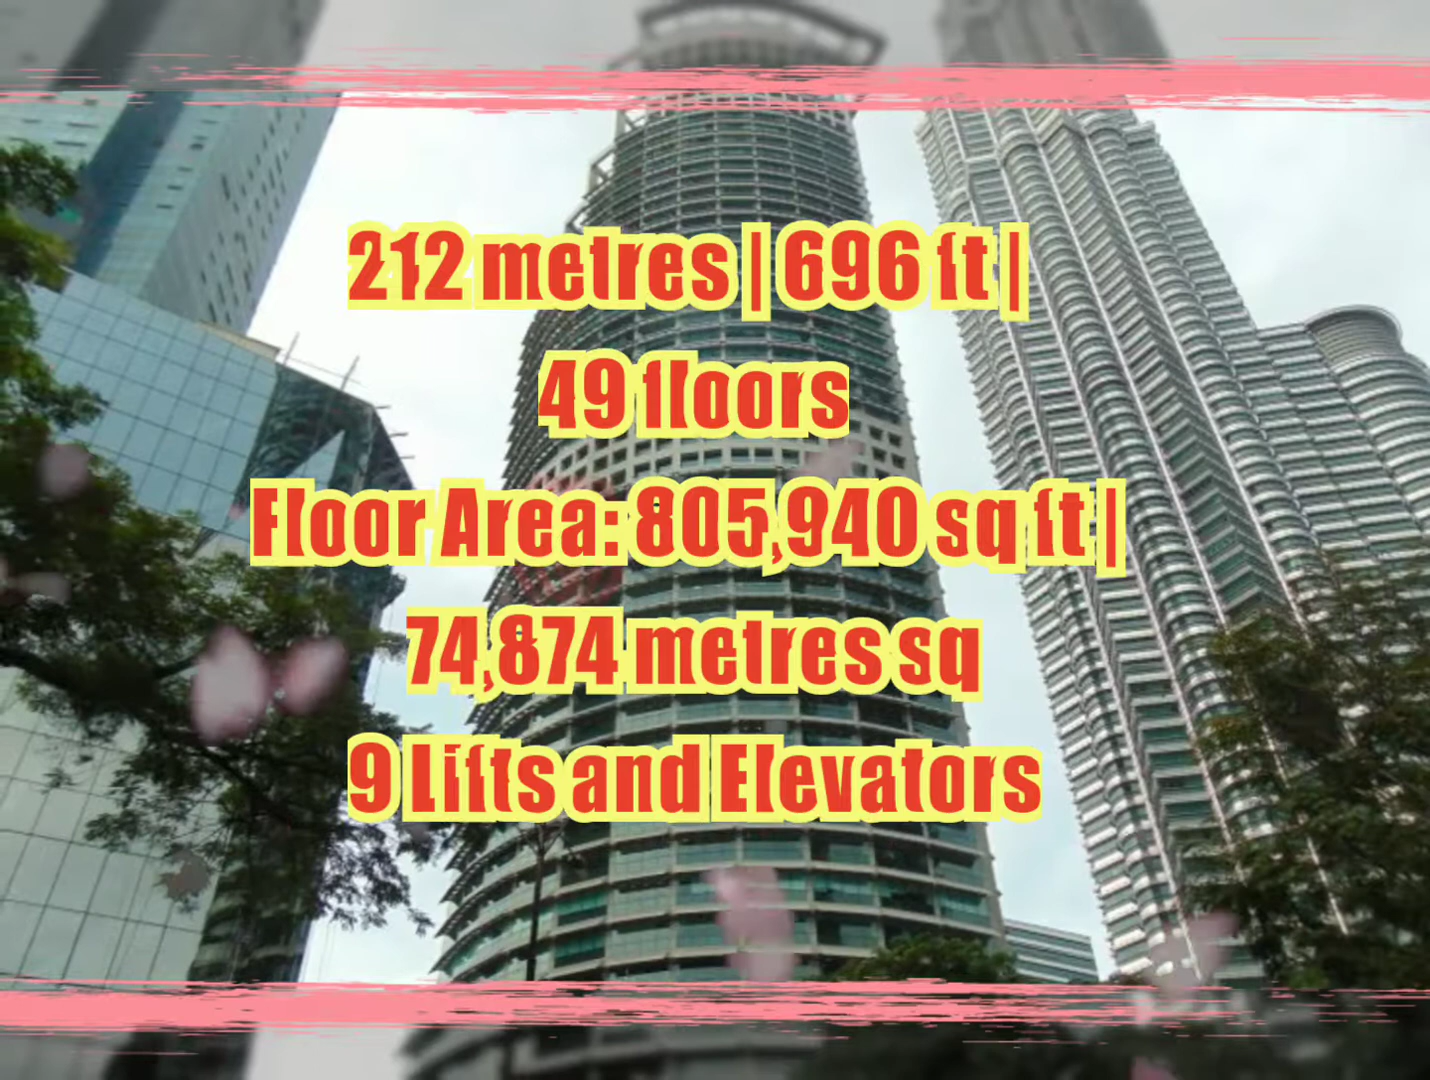 212 metres | 696 ft |
49 floors
Floor Area: 805,940 sq ft |
74,874 metres sq
9 Lifts and Elevators